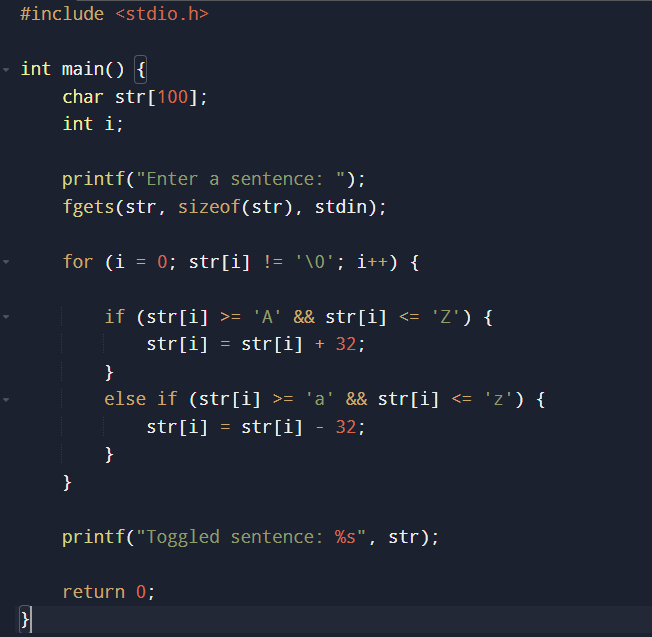 #include <stdio.h>
int main() {
    char str[100];
    int i;
    printf("Enter a sentence: ");
    fgets(str, sizeof(str), stdin);
    for (i = 0; str[i] != '\0'; i++) {
        if (str[i] >= 'A' && str[i] <= 'Z') {
            str[i] = str[i] + 32;
        }
        else if (str[i] >= 'a' && str[i] <= 'z') {
            str[i] = str[i] - 32;
        }
    }
    printf("Toggled sentence: %s", str);
    return 0;
}